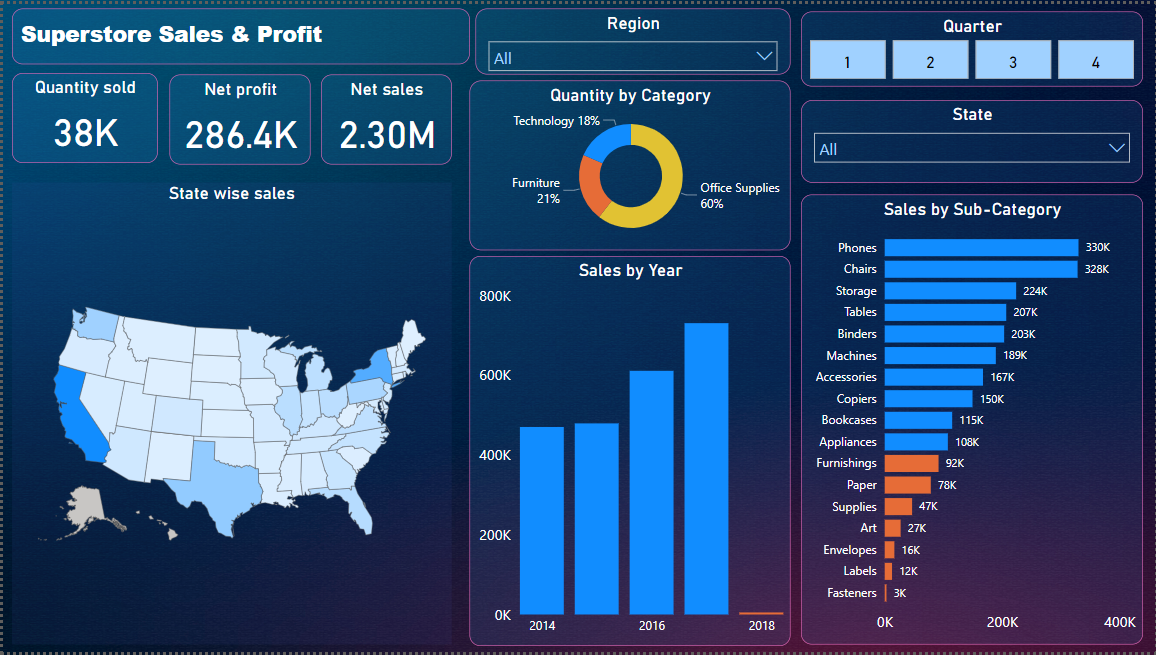 Superstore Sales & Profit
Region
All
Quarter
1 2 3 4
Quantity sold
38K
Net profit
286.4K
Net sales
2.30M
State
All
Quantity by Category
Technology 18%
Furniture
21%
Office Supplies
60%
State wise sales
Sales by Year
800K
600K
400K
200K
0K
2014 2016 2018
Sales by Sub-Category
Phones 330K
Chairs 328K
Storage 224K
Tables 207K
Binders 203K
Machines 189K
Accessories 167K
Copiers 150K
Bookcases 115K
Appliances 108K
Furnishings 92K
Paper 78K
Supplies 47K
Art 27K
Envelopes 16K
Labels 12K
Fasteners 3K
0K 200K 400K